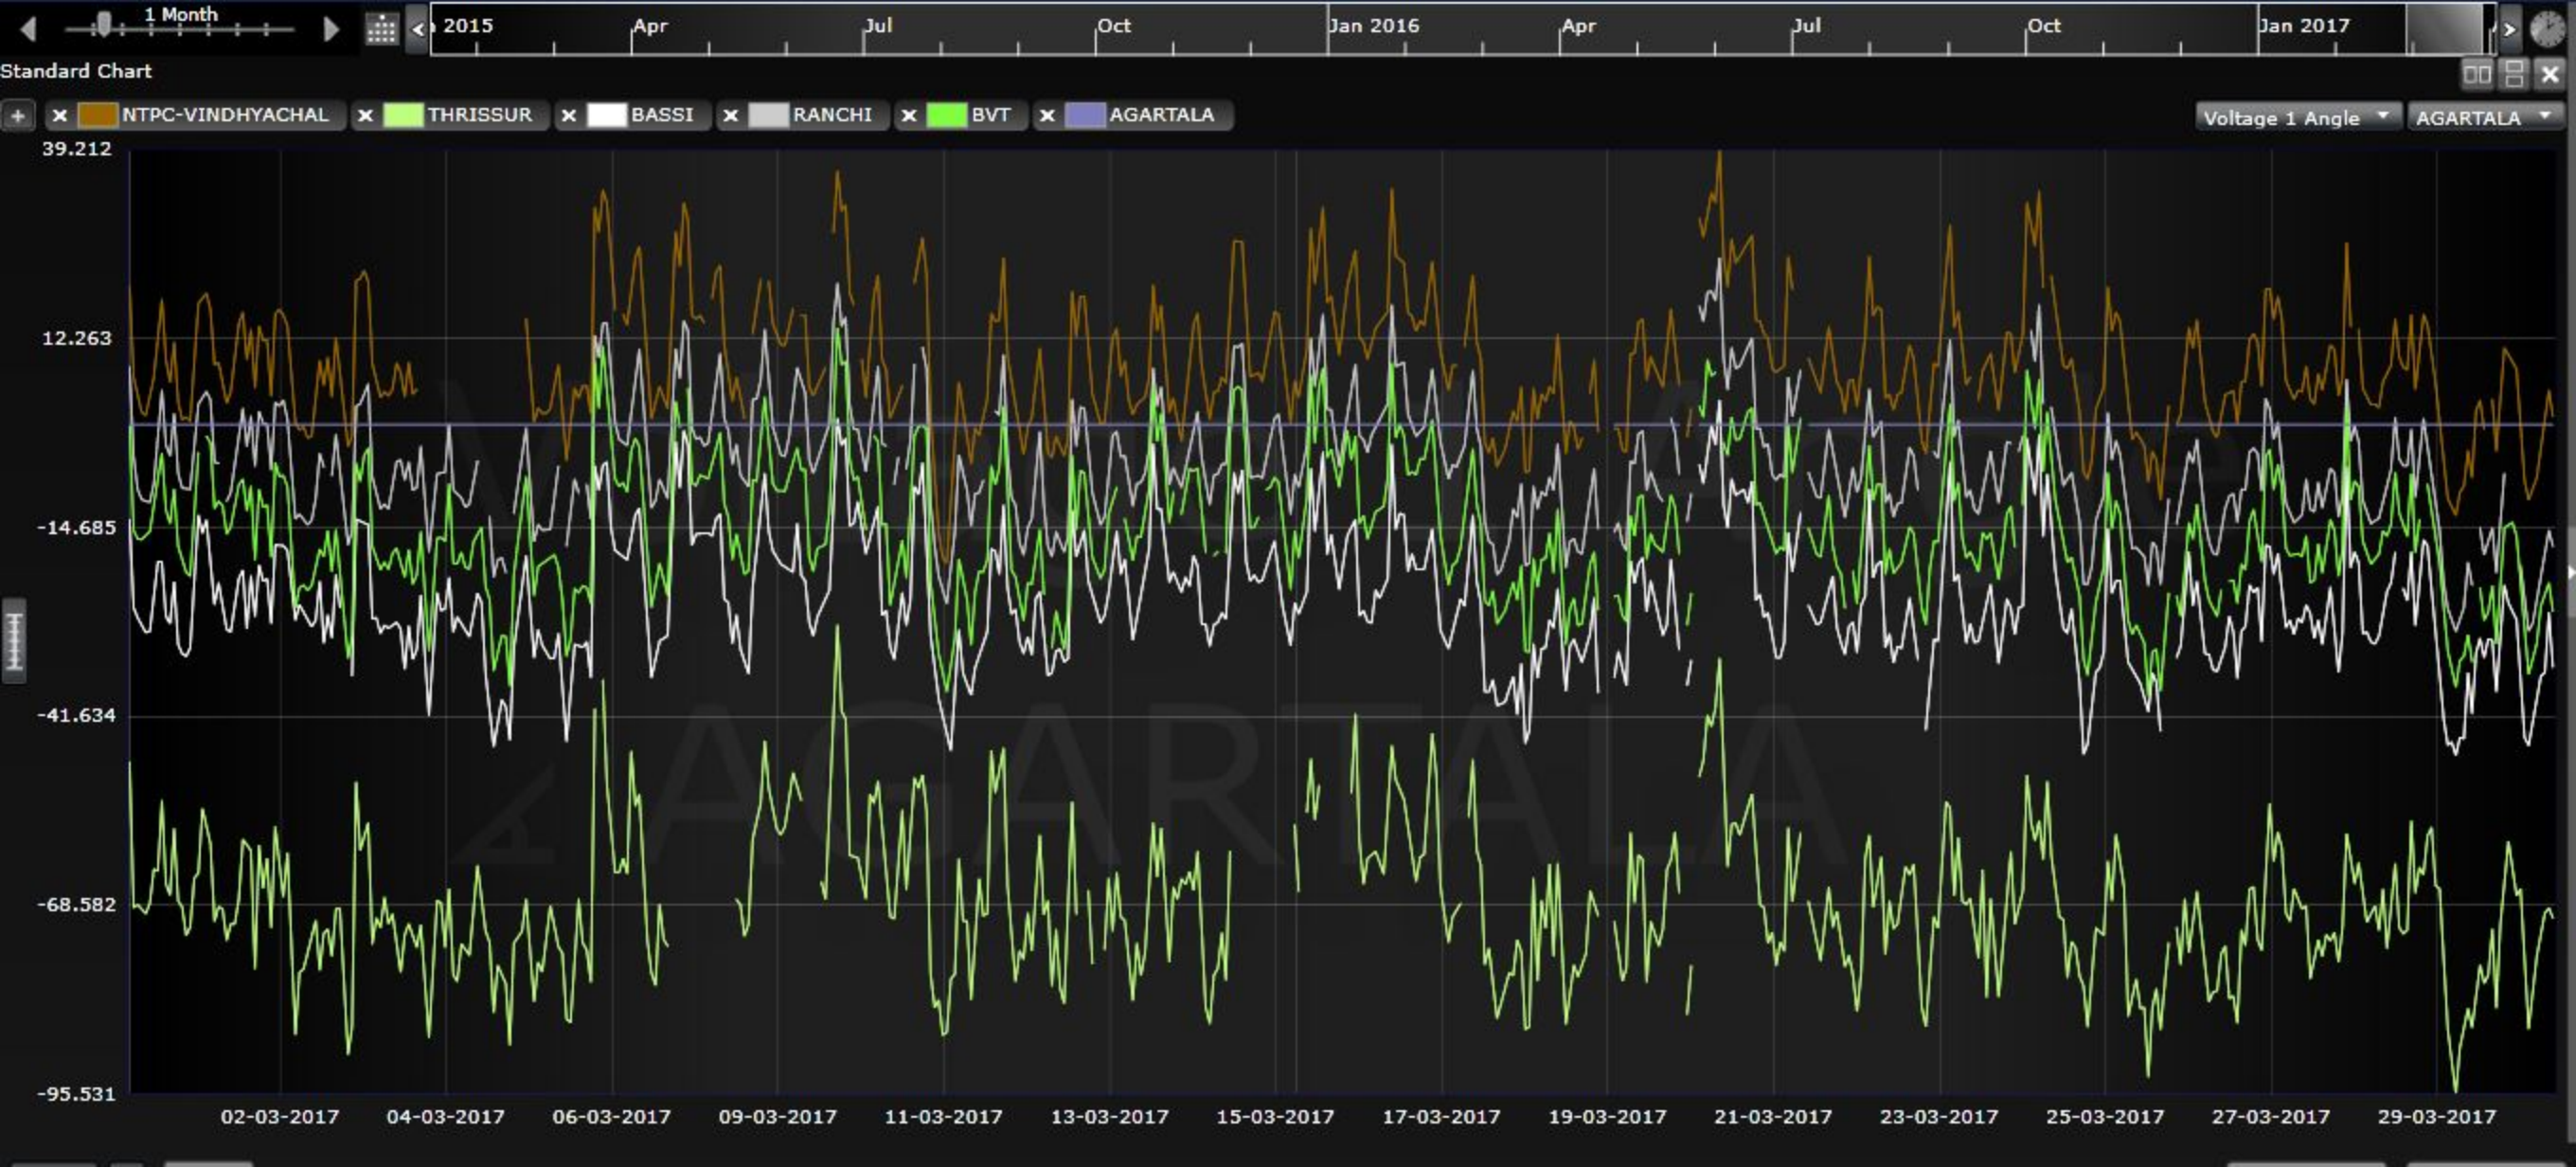 1 Month
2015 Apr Jul Oct Jan 2016 Apr Jul Oct Jan 2017
Standard Chart
NTPC-VINDHYACHAL THRISSUR BASSI RANCHI BVT AGARTALA Voltage 1 Angle AGARTALA
39.212
12.263
-14.685
-41.634
-68.582
-95.531
Voltage 1 Angle
AGARTALA
02-03-2017 04-03-2017 06-03-2017 09-03-2017 11-03-2017 13-03-2017 15-03-2017 17-03-2017 19-03-2017 21-03-2017 23-03-2017 25-03-2017 27-03-2017 29-03-2017